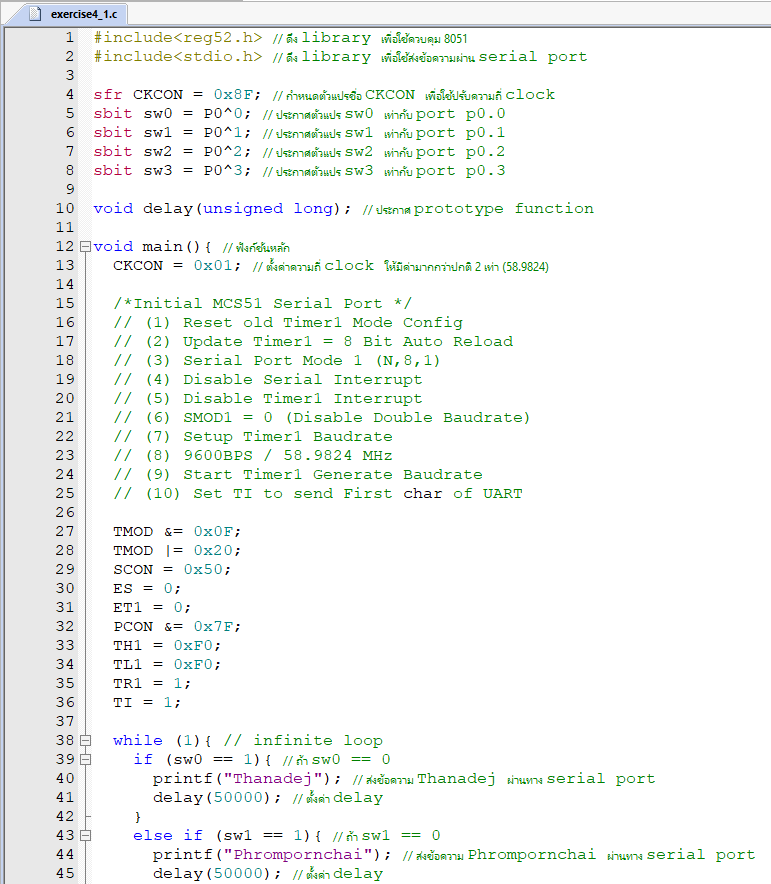 exercise4_1.c
1 #include<reg52.h> // ดึง library เพื่อใช้ควบคุม 8051
2 #include<stdio.h> // ดึง library เพื่อใช้ส่งข้อความผ่าน serial port
3
4 sfr CKCON = 0x8F; // กำหนดตัวแปรชื่อ CKCON เพื่อใช้ปรับความถี่ clock
5 sbit sw0 = P0^0; // ประกาศตัวแปร sw0 เท่ากับ port p0.0
6 sbit sw1 = P0^1; // ประกาศตัวแปร sw1 เท่ากับ port p0.1
7 sbit sw2 = P0^2; // ประกาศตัวแปร sw2 เท่ากับ port p0.2
8 sbit sw3 = P0^3; // ประกาศตัวแปร sw3 เท่ากับ port p0.3
9
10 void delay(unsigned long); // ประกาศ prototype function
11
12 void main(){ // ฟังก์ชันหลัก
13 CKCON = 0x01; // ตั้งค่าความถี่ clock ให้มีค่ามากกว่าปกติ 2 เท่า (58.9824)
14
15 /*Initial MCS51 Serial Port */
16 // (1) Reset old Timer1 Mode Config
17 // (2) Update Timer1 = 8 Bit Auto Reload
18 // (3) Serial Port Mode 1 (N,8,1)
19 // (4) Disable Serial Interrupt
20 // (5) Disable Timer1 Interrupt
21 // (6) SMOD1 = 0 (Disable Double Baudrate)
22 // (7) Setup Timer1 Baudrate
23 // (8) 9600BPS / 58.9824 MHz
24 // (9) Start Timer1 Generate Baudrate
25 // (10) Set TI to send First char of UART
26
27 TMOD &= 0x0F;
28 TMOD |= 0x20;
29 SCON = 0x50;
30 ES = 0;
31 ET1 = 0;
32 PCON &= 0x7F;
33 TH1 = 0xF0;
34 TL1 = 0xF0;
35 TR1 = 1;
36 TI = 1;
37
38 while (1){ // infinite loop
39 if (sw0 == 1){ // ถ้า sw0 == 0
40 printf("Thanadej"); // ส่งข้อความ Thanadej ผ่านทาง serial port
41 delay(50000); // ตั้งค่า delay
42 }
43 else if (sw1 == 1){ // ถ้า sw1 == 0
44 printf("Phrompornchai"); // ส่งข้อความ Phrompornchai ผ่านทาง serial port
45 delay(50000); // ตั้งค่า delay